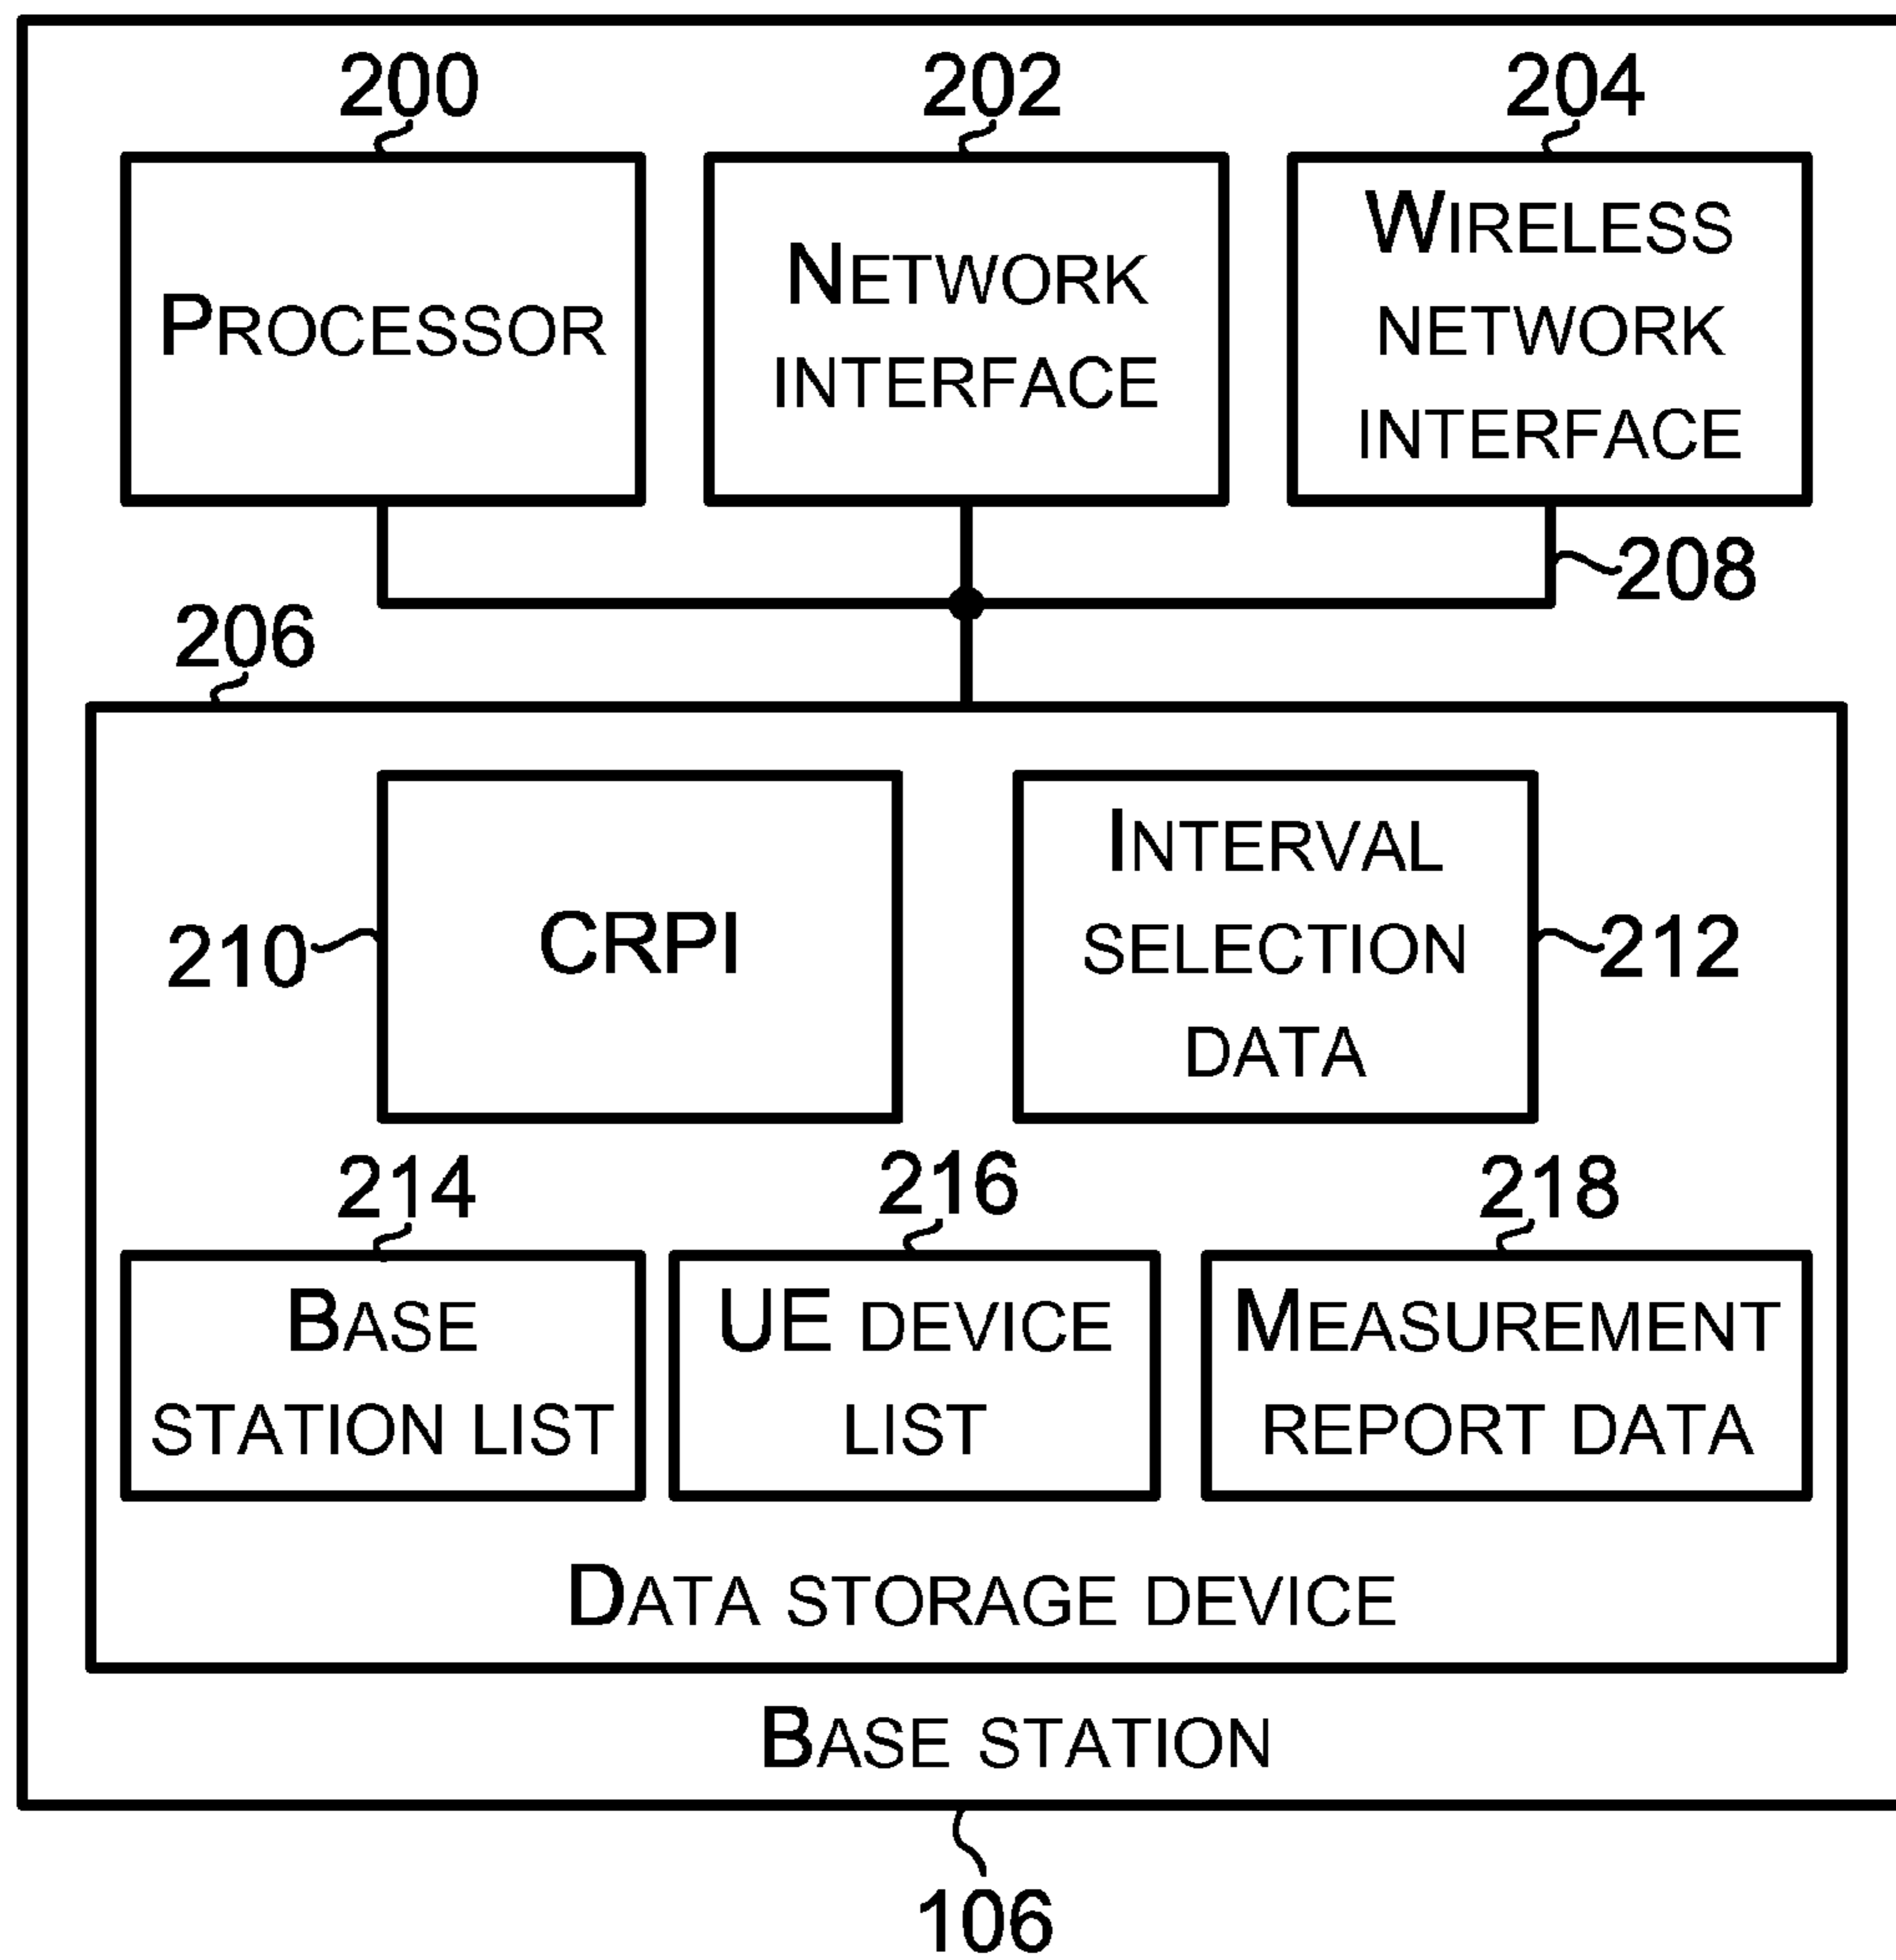 200
202
204
PROCESSOR
NETWORK
INTERFACE
WIRELESS
NETWORK
INTERFACE
208
206
210
CRPI
INTERVAL
SELECTION
DATA
212
214
216
218
BASE
STATION LIST
UE DEVICE
LIST
MEASUREMENT
REPORT DATA
DATA STORAGE DEVICE
BASE STATION
106